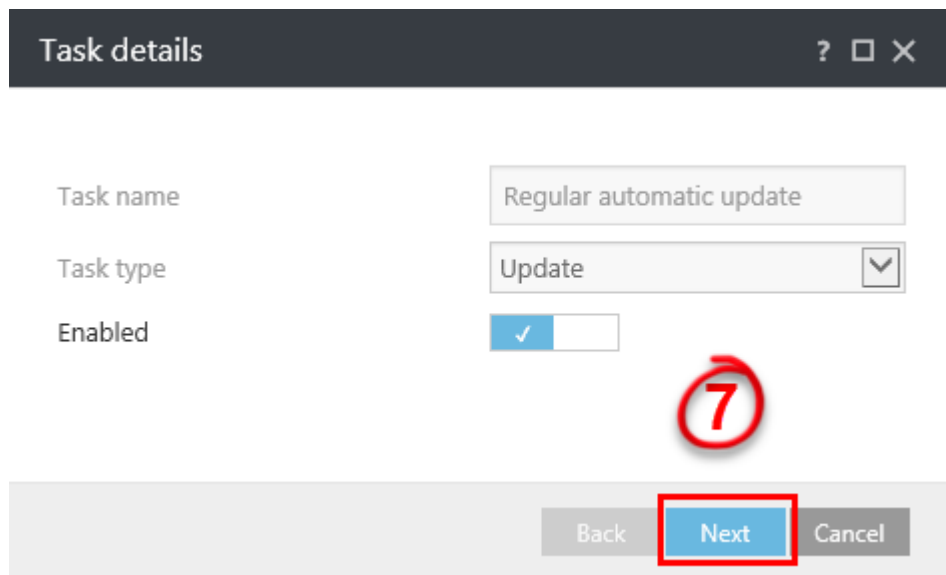 Task details ?
Task name Regular automatic update
Task type Update
Enabled
7
Back Next Cancel